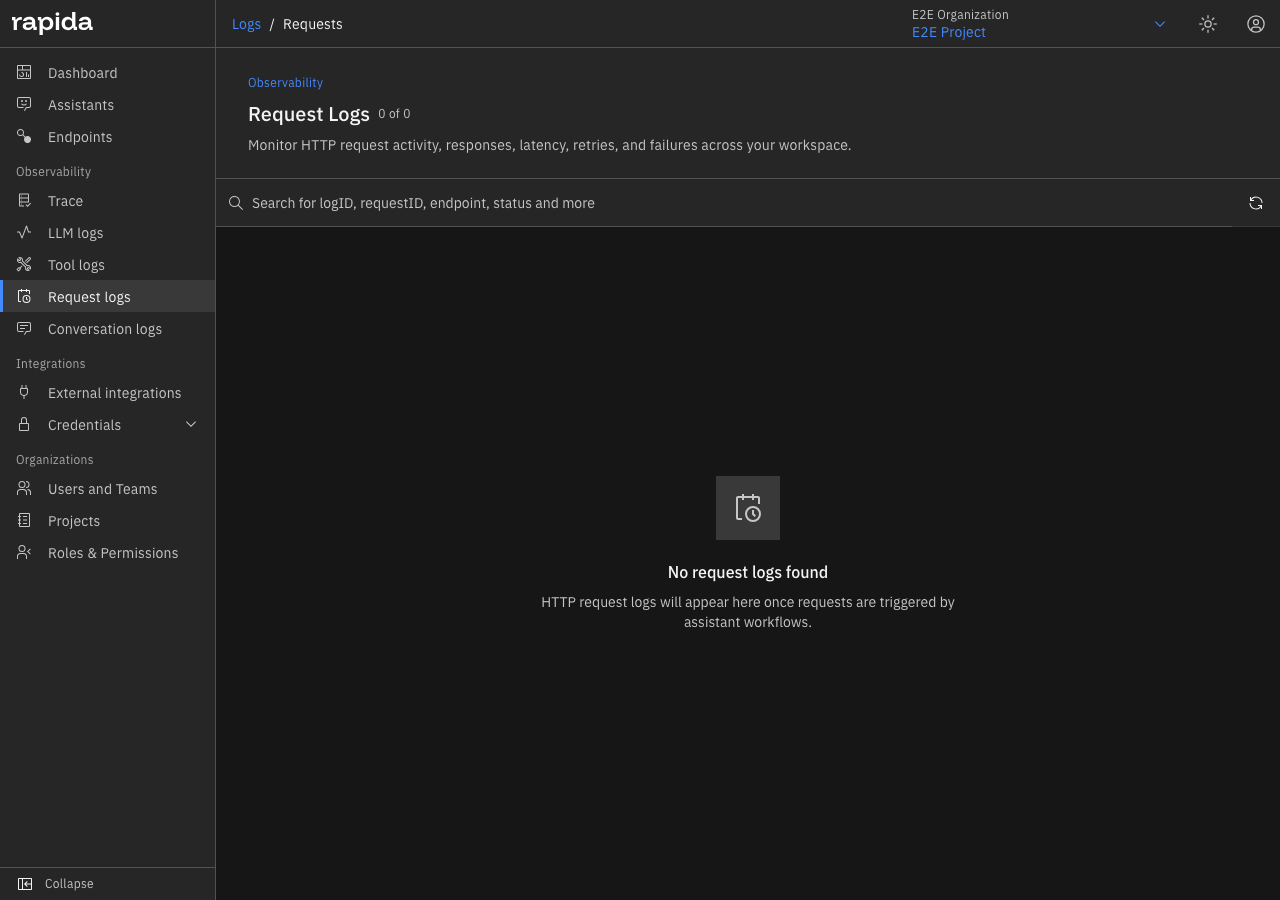 rapida
Logs / Requests
E2E Organization
E2E Project
Dashboard
Assistants
Endpoints
Observability
Trace
LLM logs
Tool logs
Request logs
Conversation logs
Integrations
External integrations
Credentials
Organizations
Users and Teams
Projects
Roles & Permissions
Collapse
Observability
Request Logs 0 of 0
Monitor HTTP request activity, responses, latency, retries, and failures across your workspace.
Search for logID, requestID, endpoint, status and more
No request logs found
HTTP request logs will appear here once requests are triggered by
assistant workflows.